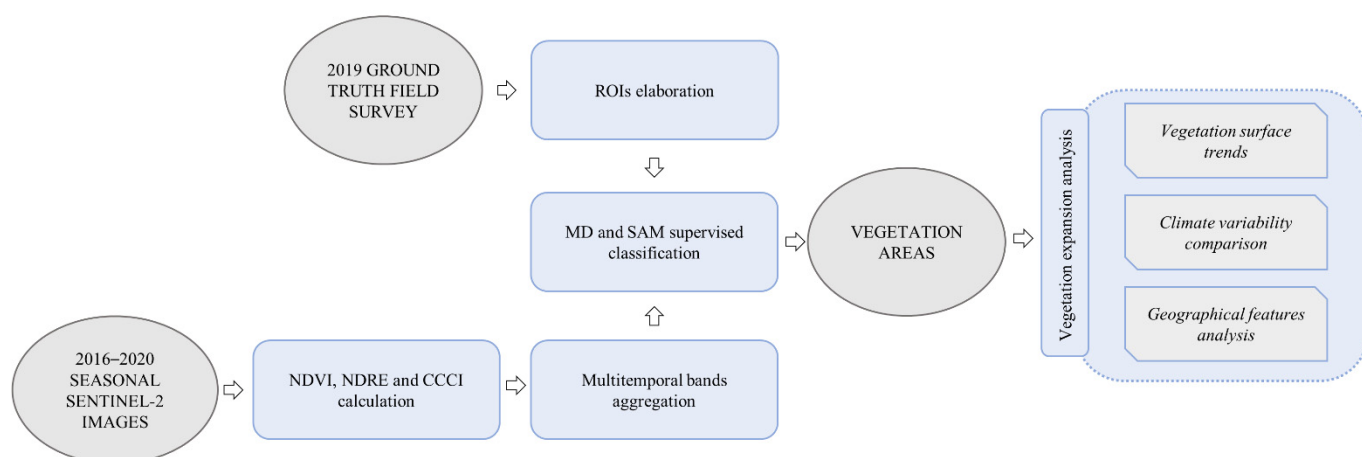 2019 GROUND
TRUTH FIELD
SURVEY
ROIs elaboration
2016–2020
SEASONAL
SENTINEL-2
IMAGES
NDVI, NDRE and CCCI
calculation
Multitemporal bands
aggregation
MD and SAM supervised
classification
VEGETATION
AREAS
Vegetation expansion analysis
Vegetation surface
trends
Climate variability
comparison
Geographical features
analysis